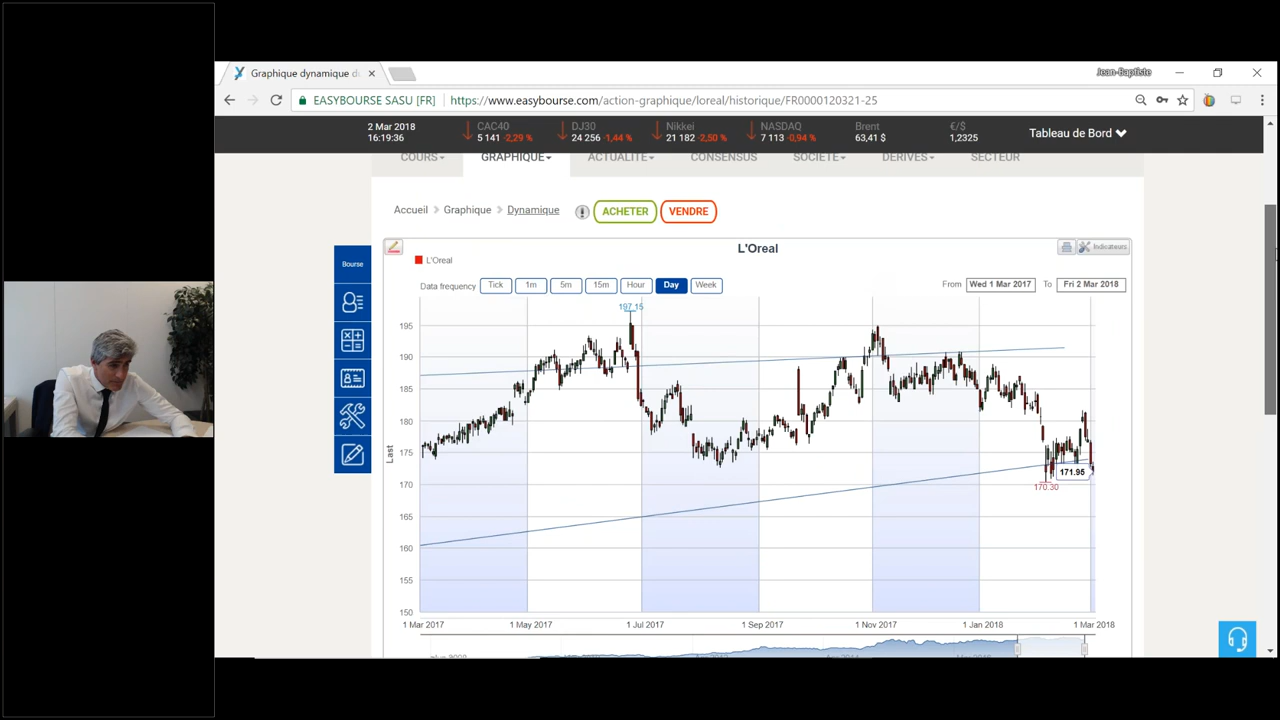 Graphique dynamique d
Jean-Baptiste
EASYBOURSE SASU [FR] https://www.easybourse.com/action-graphique/loreal/historique/FR0000120321-25
2 Mar 2018 CAC40 DJ30 Nikkei NASDAQ Brent €/$ Tableau de Bord
16:19:36 5 141 -2,29 % 24 256 -1,44 % 21 182 -2,50 % 7 113 -0,94 % 63,41 $ 1,2325
COURS GRAPHIQUE ACTUALITE CONSENSUS SOCIETE DERIVES SECTEUR
Accueil Graphique Dynamique ACHETER VENDRE
L'Oreal Indicateurs
L'Oreal
Bourse
Data frequency Tick 1m 5m 15m Hour Day Week From Wed 1 Mar 2017 To Fri 2 Mar 2018
197.15
195
190
185
180
175
Last
171.95
170
170.30
165
160
155
150
1 Mar 2017 1 May 2017 1 Jul 2017 1 Sep 2017 1 Nov 2017 1 Jan 2018 1 Mar 2018